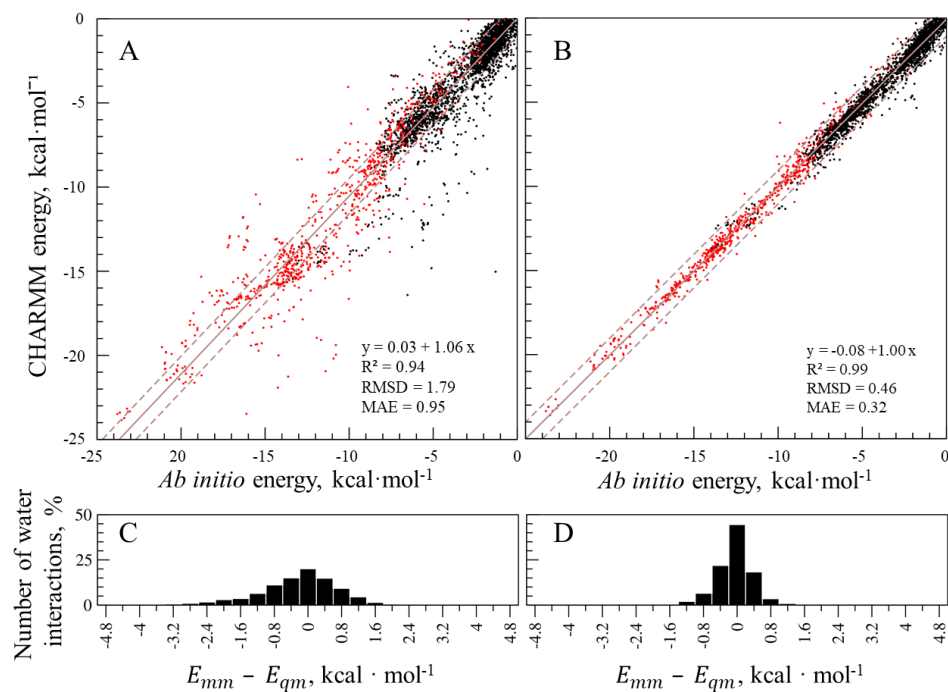 A
CHARMM energy, kcal·mol⁻¹
0
-5
-10
-15
-20
-25
y = 0.03 + 1.06 x
R² = 0.94
RMSD = 1.79
MAE = 0.95
-25 20 -15 -10 -5 0
Ab initio energy, kcal·mol⁻¹
B
y = -0.08 +1.00 x
R² = 0.99
RMSD = 0.46
MAE = 0.32
-20 -15 -10 -5 0
Ab initio energy, kcal·mol⁻¹
Number of water
interactions, %
50
25
0
C
-4.8 -4 -3.2 -2.4 -1.6 -0.8 0 0.8 1.6 2.4 3.2 4 4.8
E_mm – E_qm, kcal · mol⁻¹
D
-4.8 -4 -3.2 -2.4 -1.6 -0.8 0 0.8 1.6 2.4 3.2 4 4.8
E_mm – E_qm, kcal · mol⁻¹